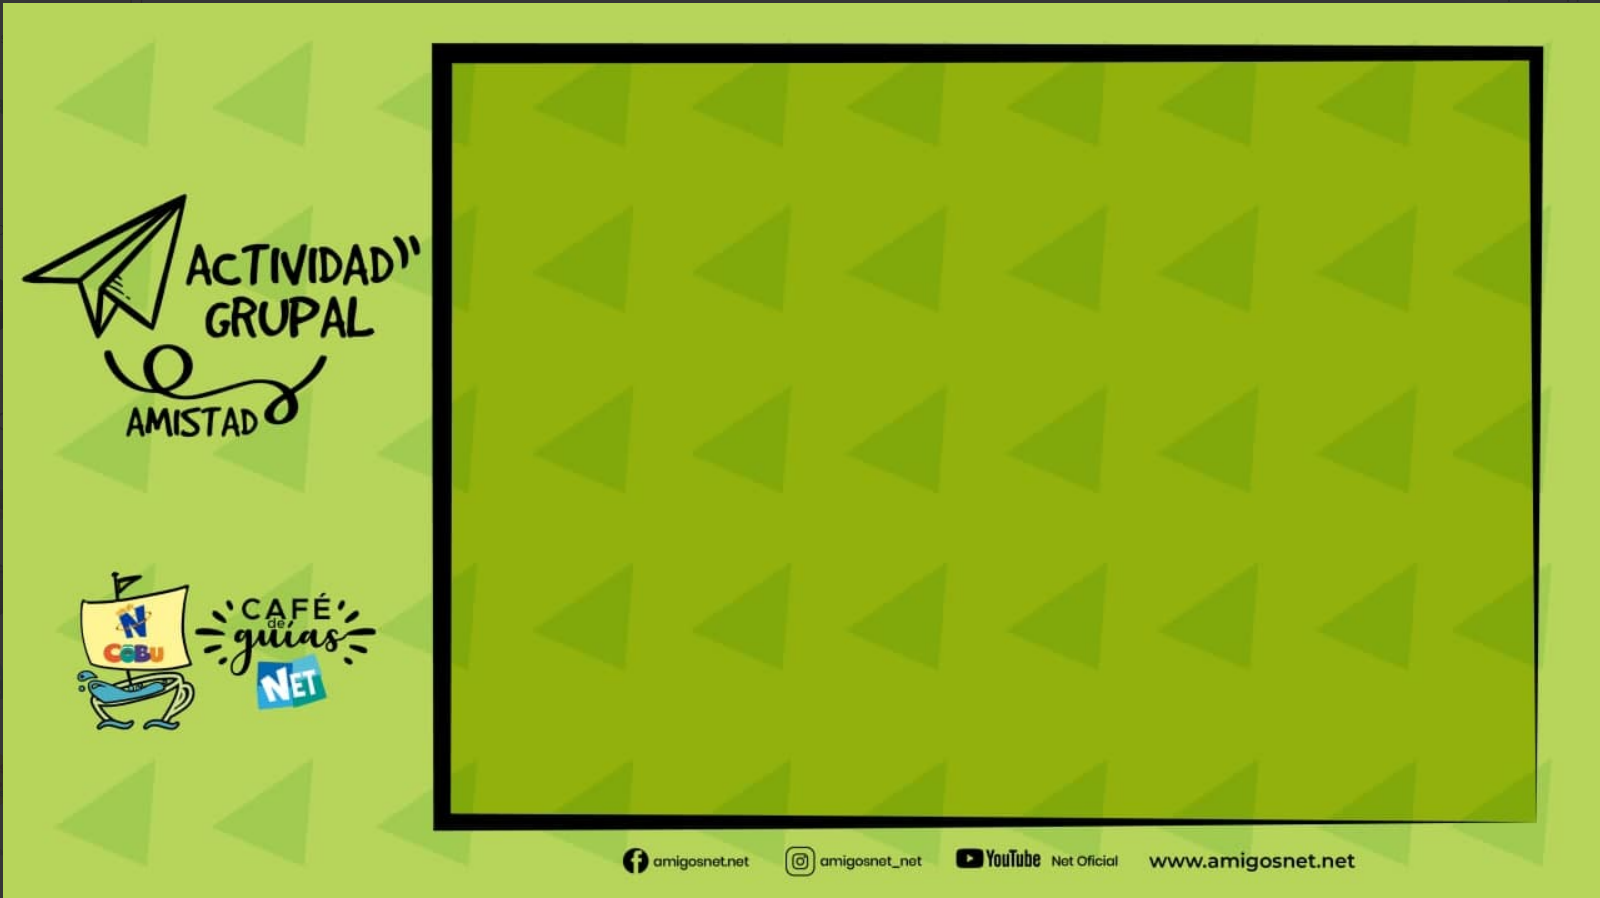 ACTIVIDAD
GRUPAL
AMISTAD
N
COBU
CAFÉ
de
guías
NET
amigosnet.net
amigosnet_net
YouTube Net Oficial
www.amigosnet.net